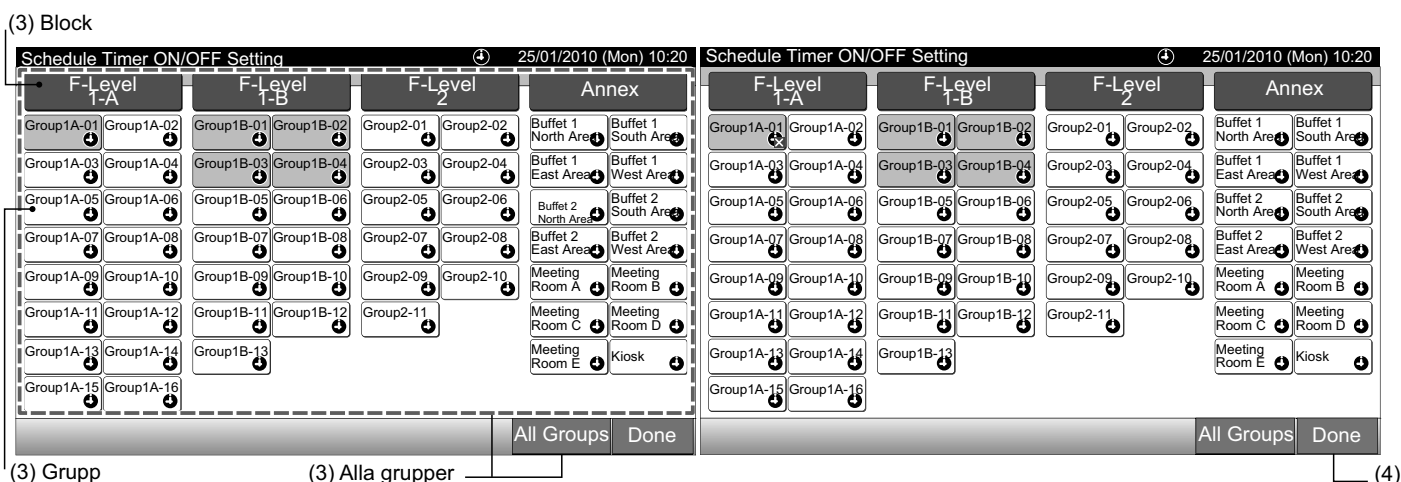 (3) Block
Schedule Timer ON/OFF Setting 25/01/2010 (Mon) 10:20
F-Level 1-A
F-Level 1-B
F-Level 2
Annex
Group1A-01 Group1A-02 Group1B-01 Group1B-02 Group2-01 Group2-02 Buffet 1 North Area Buffet 1 South Area
Group1A-03 Group1A-04 Group1B-03 Group1B-04 Group2-03 Group2-04 Buffet 1 East Area Buffet 1 West Area
Group1A-05 Group1A-06 Group1B-05 Group1B-06 Group2-05 Group2-06 Buffet 2 North Area Buffet 2 South Area
Group1A-07 Group1A-08 Group1B-07 Group1B-08 Group2-07 Group2-08 Buffet 2 East Area Buffet 2 West Area
Group1A-09 Group1A-10 Group1B-09 Group1B-10 Group2-09 Group2-10 Meeting Room A Meeting Room B
Group1A-11 Group1A-12 Group1B-11 Group1B-12 Group2-11 Meeting Room C Meeting Room D
Group1A-13 Group1A-14 Group1B-13 Meeting Room E Kiosk
Group1A-15 Group1A-16
All Groups Done
(3) Grupp
(3) Alla grupper
Schedule Timer ON/OFF Setting 25/01/2010 (Mon) 10:20
F-Level 1-A
F-Level 1-B
F-Level 2
Annex
Group1A-01 Group1A-02 Group1B-01 Group1B-02 Group2-01 Group2-02 Buffet 1 North Area Buffet 1 South Area
Group1A-03 Group1A-04 Group1B-03 Group1B-04 Group2-03 Group2-04 Buffet 1 East Area Buffet 1 West Area
Group1A-05 Group1A-06 Group1B-05 Group1B-06 Group2-05 Group2-06 Buffet 2 North Area Buffet 2 South Area
Group1A-07 Group1A-08 Group1B-07 Group1B-08 Group2-07 Group2-08 Buffet 2 East Area Buffet 2 West Area
Group1A-09 Group1A-10 Group1B-09 Group1B-10 Group2-09 Group2-10 Meeting Room A Meeting Room B
Group1A-11 Group1A-12 Group1B-11 Group1B-12 Group2-11 Meeting Room C Meeting Room D
Group1A-13 Group1A-14 Group1B-13 Meeting Room E Kiosk
Group1A-15 Group1A-16
All Groups Done
(4)